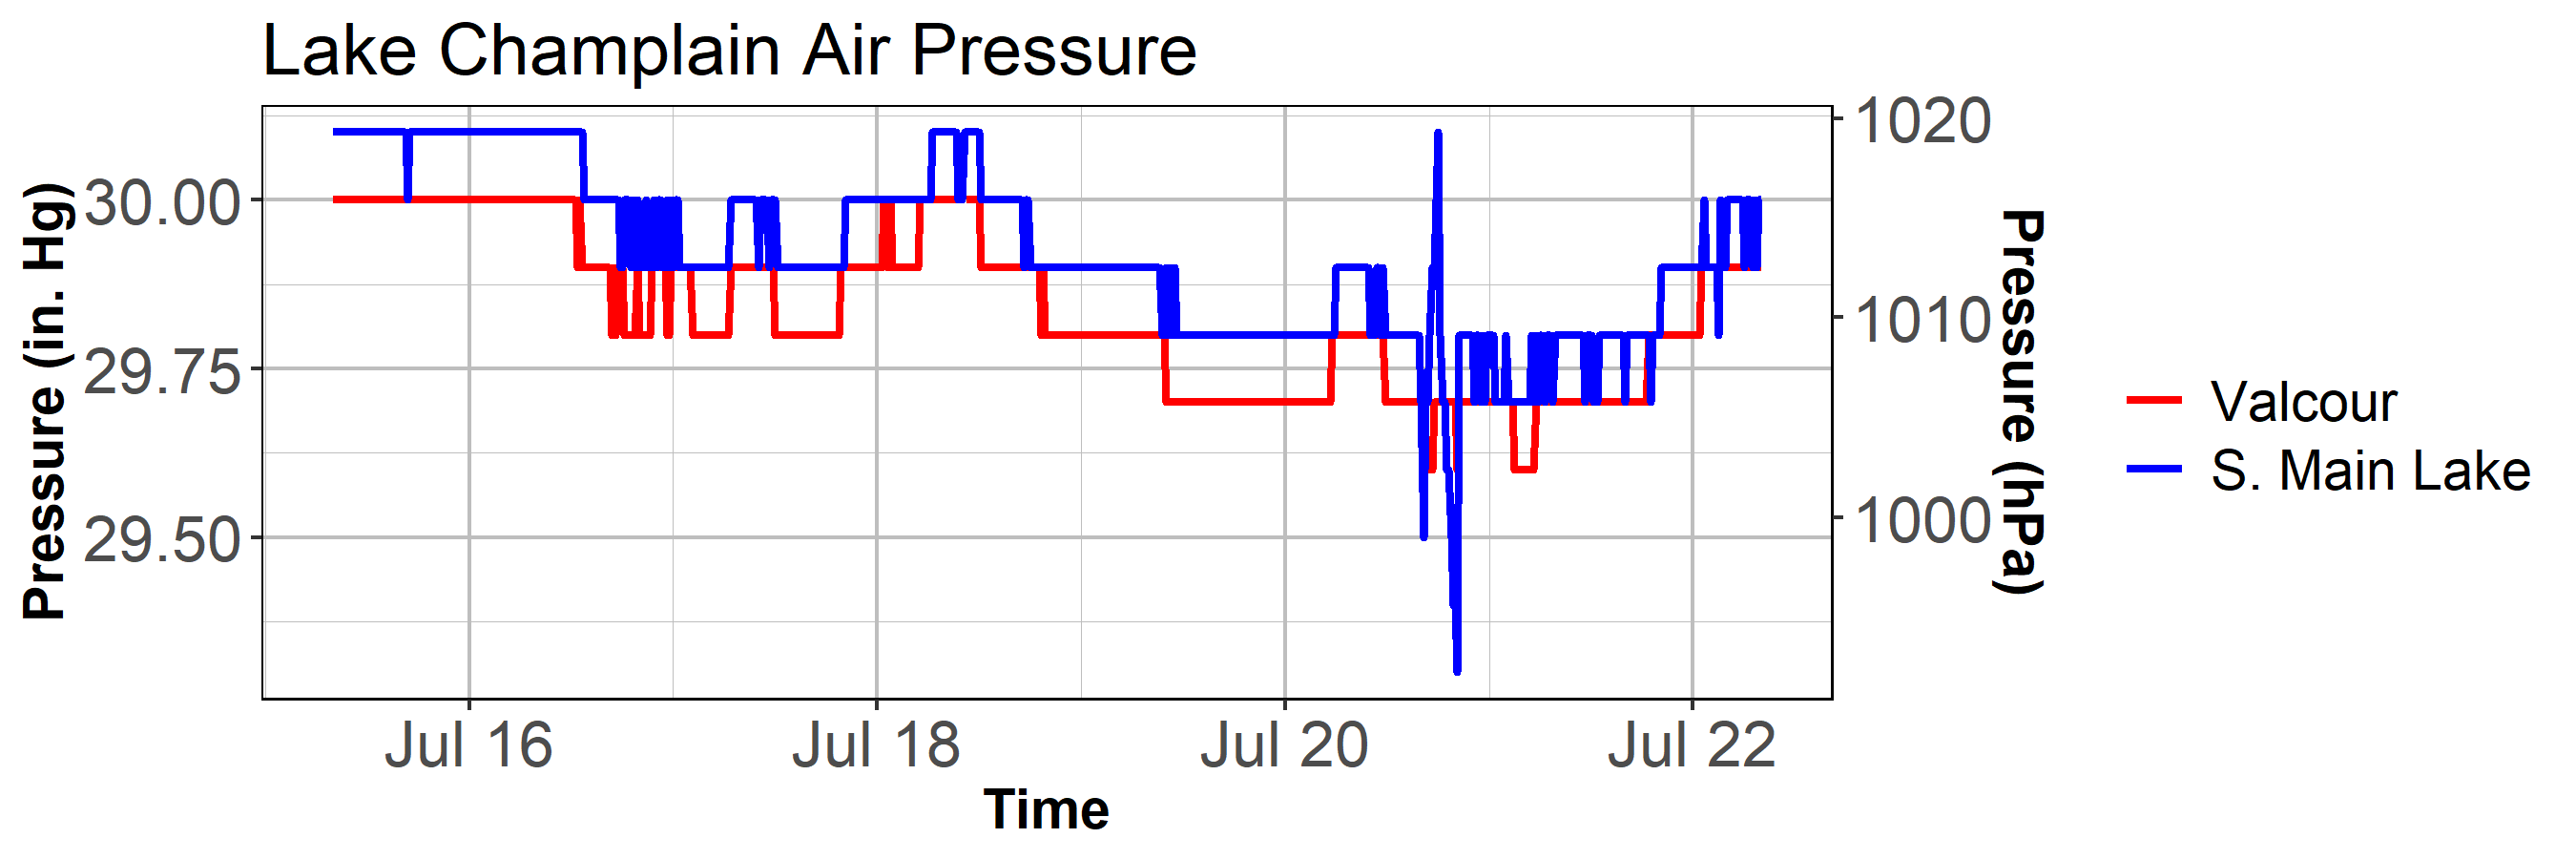 Lake Champlain Air Pressure
Pressure (in. Hg)
30.00
29.75
29.50
1020
1010
1000
Pressure (hPa)
Jul 16
Jul 18
Jul 20
Jul 22
Time
Valcour
S. Main Lake